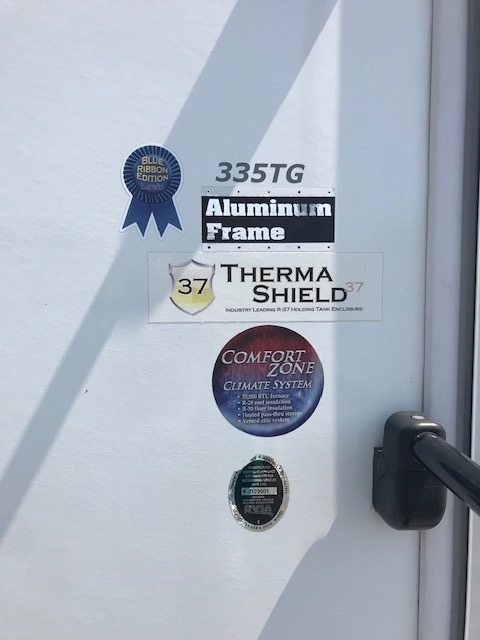 BLUE
RIBBON
EDITION
335TG
Aluminum
Frame
37
THERMA
SHIELD 37
INDUSTRY LEADING R-37 HOLDING TANK ENCLOSURE
COMFORT
ZONE
CLIMATE SYSTEM
• 35,000 BTU furnace
• R-28 roof insulation
• R-30 floor insulation
• Heated pass-thru storage
• Vented attic system
RVIA